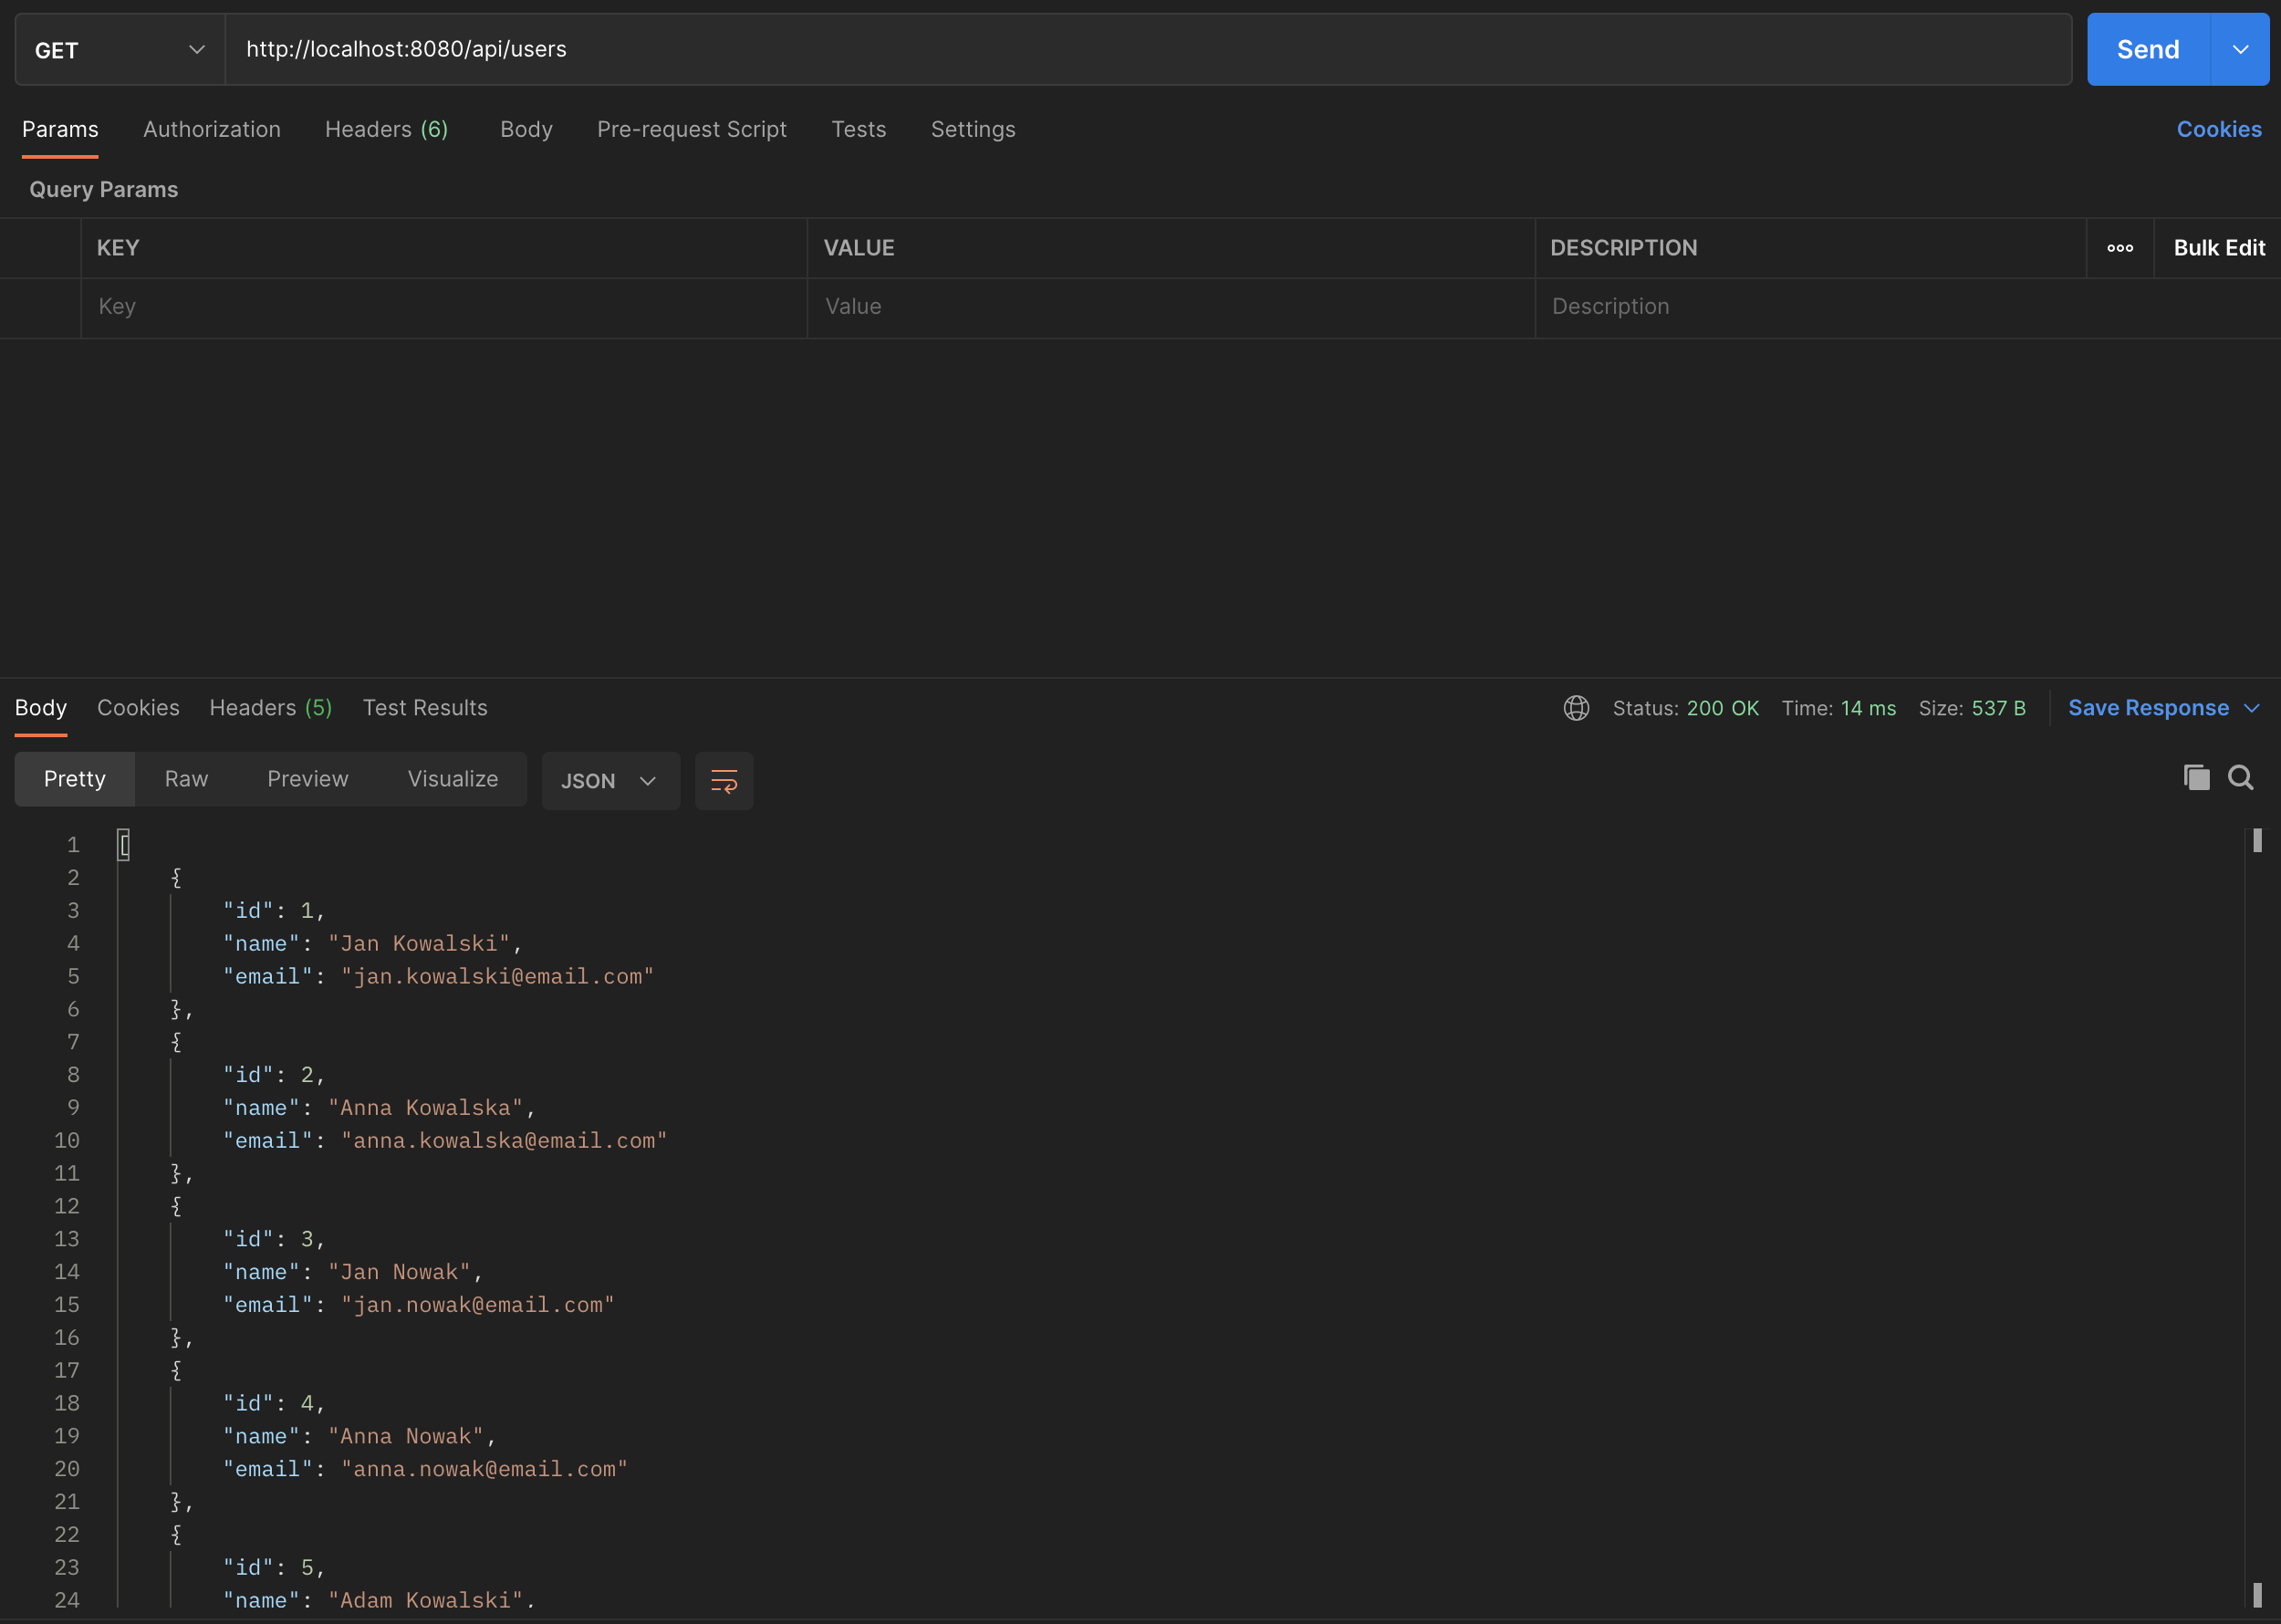 GET http://localhost:8080/api/users Send
Params Authorization Headers (6) Body Pre-request Script Tests Settings Cookies
Query Params
KEY VALUE DESCRIPTION ooo Bulk Edit
Key Value Description
Body Cookies Headers (5) Test Results Status: 200 OK Time: 14 ms Size: 537 B Save Response
Pretty Raw Preview Visualize JSON
1 [
2 {
3 "id": 1,
4 "name": "Jan Kowalski",
5 "email": "jan.kowalski@email.com"
6 },
7 {
8 "id": 2,
9 "name": "Anna Kowalska",
10 "email": "anna.kowalska@email.com"
11 },
12 {
13 "id": 3,
14 "name": "Jan Nowak",
15 "email": "jan.nowak@email.com"
16 },
17 {
18 "id": 4,
19 "name": "Anna Nowak",
20 "email": "anna.nowak@email.com"
21 },
22 {
23 "id": 5,
24 "name": "Adam Kowalski",